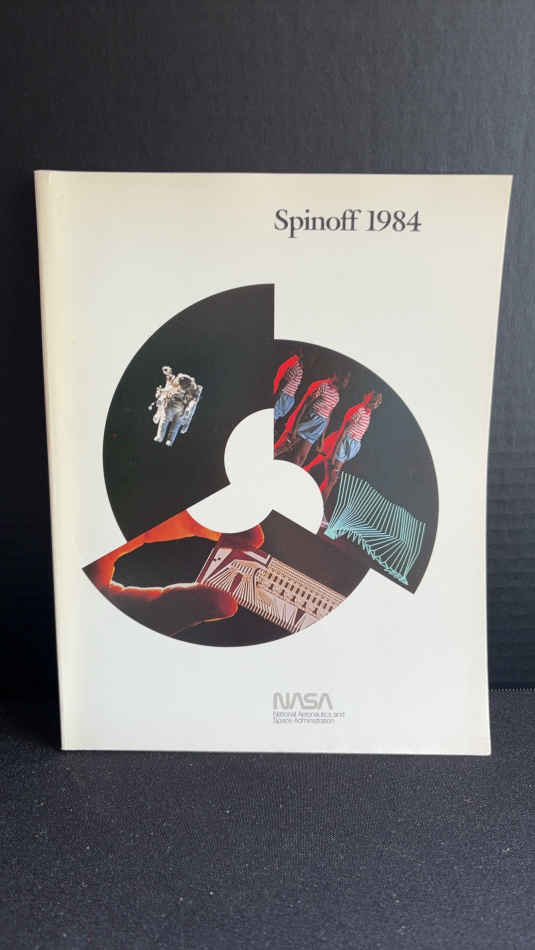 Spinoff 1984
NASA
National Aeronautics and
Space Administration